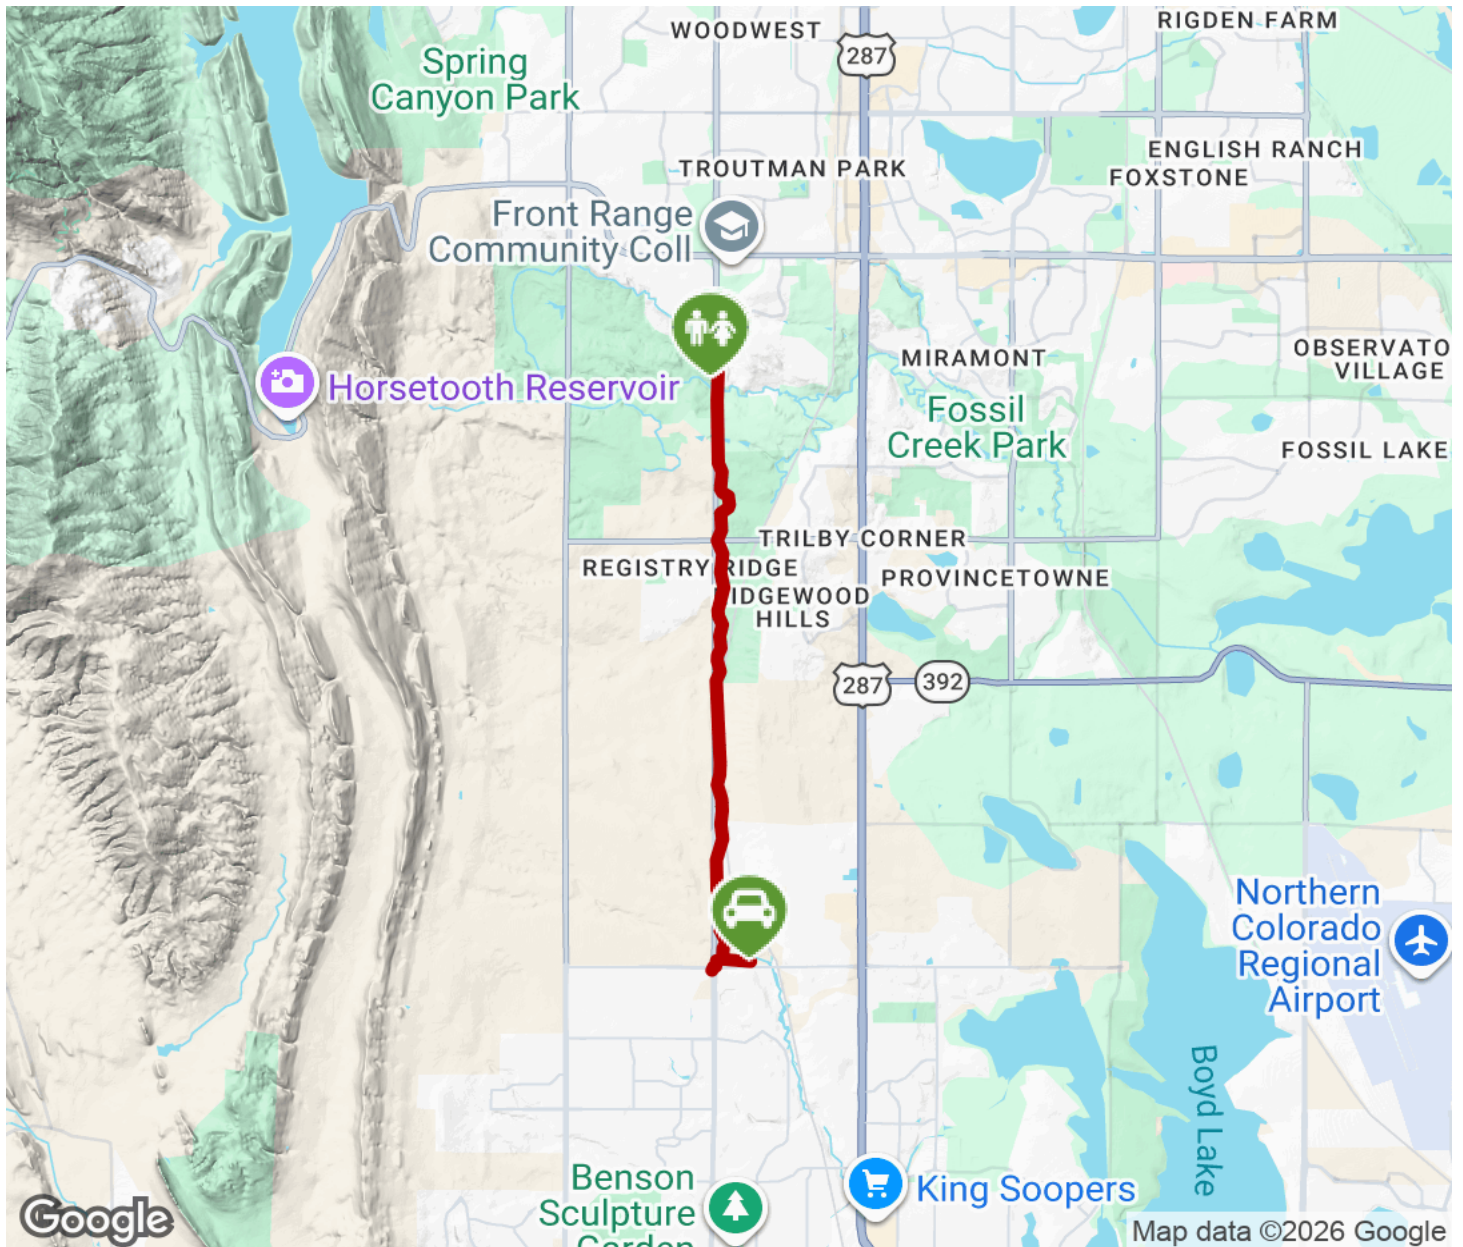 WOODWEST
RIGDEN FARM
287
Spring
Canyon Park
ENGLISH RANCH
FOXSTONE
TROUTMAN PARK
Front Range
Community Coll
MIRAMONT
OBSERVATO
VILLAGE
Horsetooth Reservoir
Fossil
Creek Park
FOSSIL LAKE
TRILBY CORNER
REGISTRY RIDGE
PROVINCETOWNE
IDGEWOOD
HILLS
287
392
Northern
Colorado
Regional
Airport
Boyd Lake
Benson
Sculpture
Garden
King Soopers
Google
Map data ©2026 Google